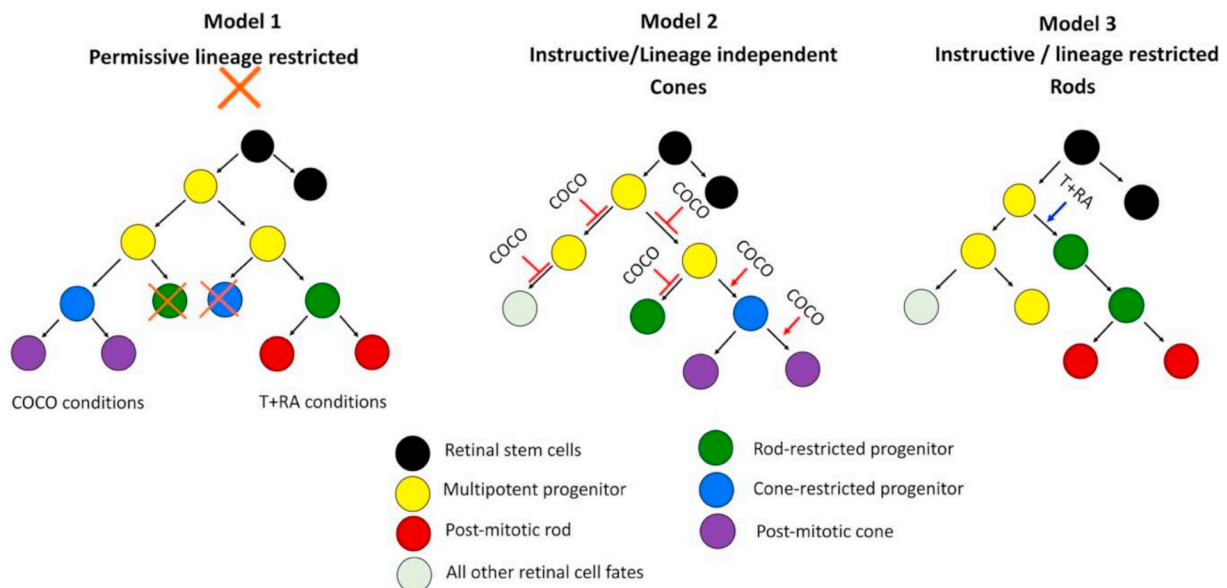 Model 1
Permissive lineage restricted
Model 2
Instructive/Lineage independent
Cones
Model 3
Instructive / lineage restricted
Rods
COCO
COCO
COCO
COCO
COCO
COCO
T+RA
COCO conditions
T+RA conditions
Retinal stem cells
Multipotent progenitor
Post-mitotic rod
All other retinal cell fates
Rod-restricted progenitor
Cone-restricted progenitor
Post-mitotic cone